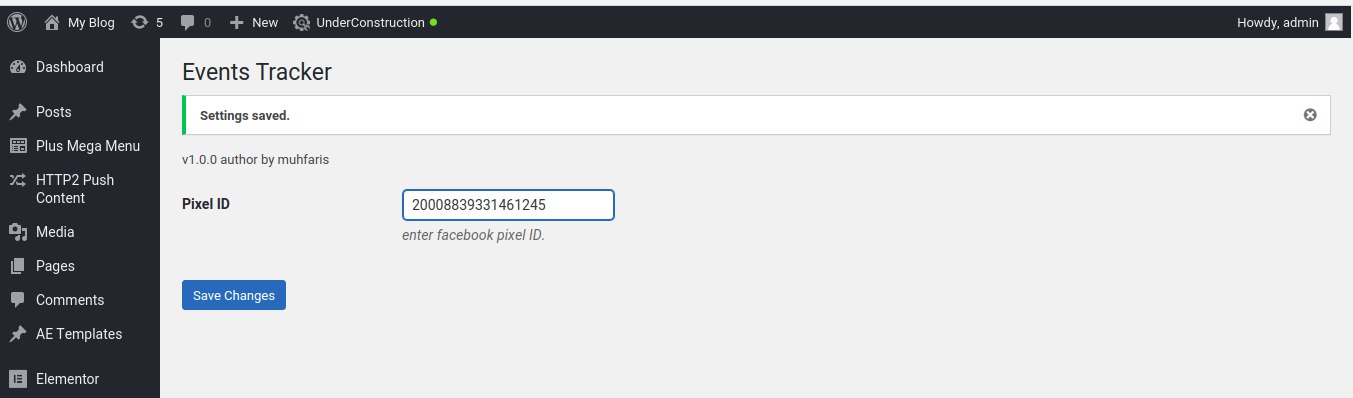 My Blog 5 0 New UnderConstruction Howdy, admin
Dashboard
Posts
Plus Mega Menu
HTTP2 Push
Content
Media
Pages
Comments
AE Templates
Elementor
Events Tracker
Settings saved.
v1.0.0 author by muhfaris
Pixel ID 20008839331461245
enter facebook pixel ID.
Save Changes